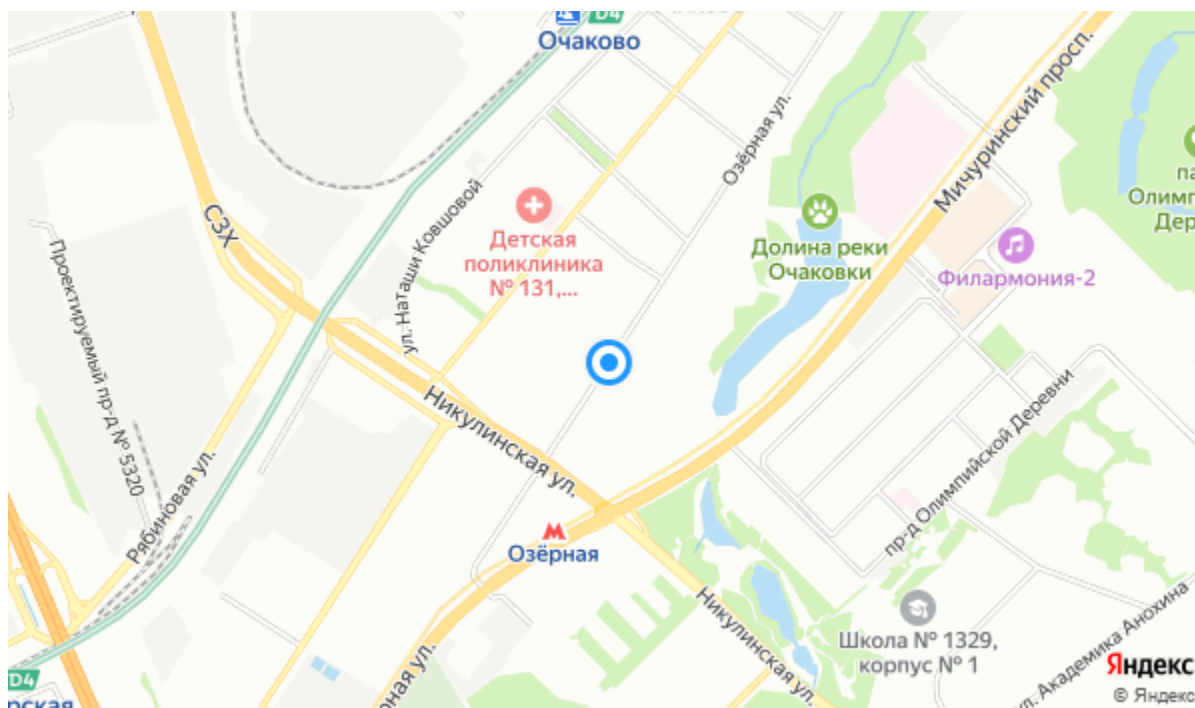 D4
Очаково
Мичуринский просп.
Озёрная ул.
СЗХ
ул. Наташи Ковшовой
Детская
поликлиника
№ 131,...
Долина реки
Очаковки
Филармония-2
Проектируемый пр-д № 5320
Никулинская ул.
Рябиновая ул.
пр-д Олимпийской Деревни
Озёрная
Никулинская ул.
Школа № 1329,
корпус № 1
ул. Академика Анохина
D4
Яндекс
© Яндекс